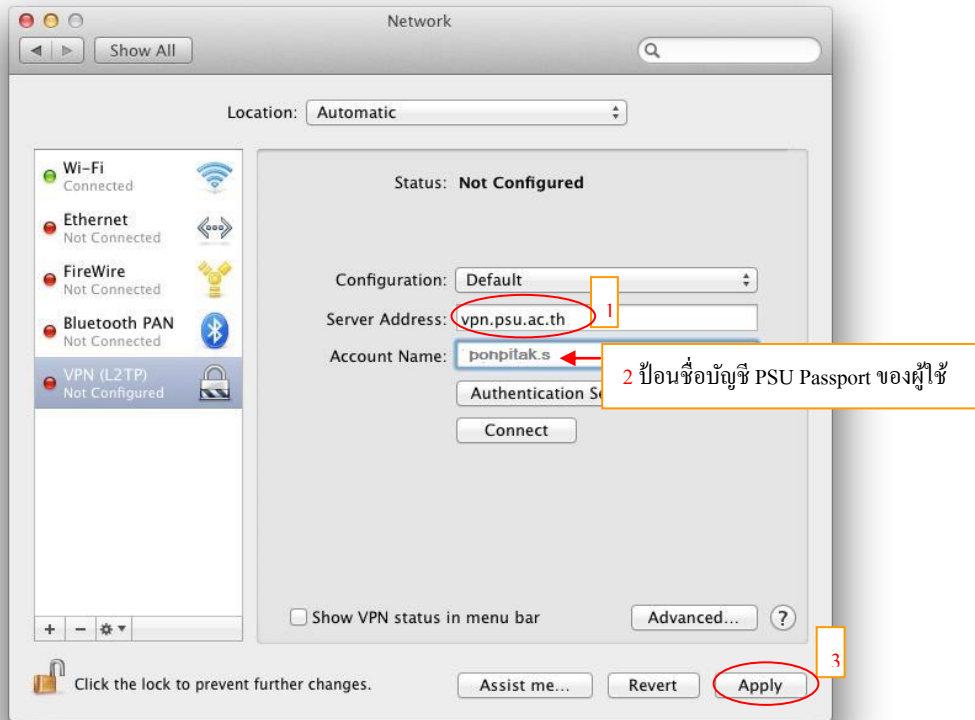 Network
Show All
Location: Automatic
Wi-Fi
Connected
Ethernet
Not Connected
FireWire
Not Connected
Bluetooth PAN
Not Connected
VPN (L2TP)
Not Configured
Status: Not Configured
Configuration: Default
1
Server Address: vpn.psu.ac.th
Account Name: ponpitak.s
2 ป้อนชื่อบัญชี PSU Passport ของผู้ใช้
Authentication Se
Connect
Show VPN status in menu bar
Advanced... ?
+ −
3
Click the lock to prevent further changes.
Assist me... Revert Apply